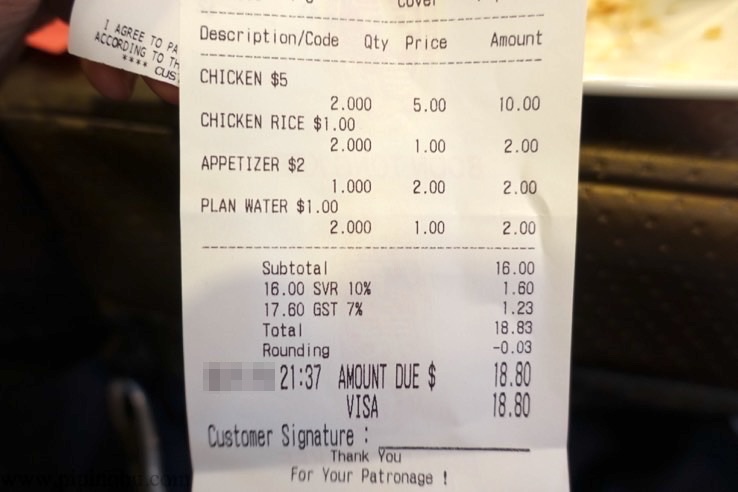 I AGREE TO PA
ACCORDING TO TH
**** CUS
Cover
Description/Code Qty Price Amount
CHICKEN $5
2.000 5.00 10.00
CHICKEN RICE $1.00
2.000 1.00 2.00
APPETIZER $2
1.000 2.00 2.00
PLAN WATER $1.00
2.000 1.00 2.00
Subtotal 16.00
16.00 SVR 10% 1.60
17.60 GST 7% 1.23
Total 18.83
Rounding -0.03
21:37 AMOUNT DUE $ 18.80
VISA 18.80
Customer Signature :
Thank You
For Your Patronage !